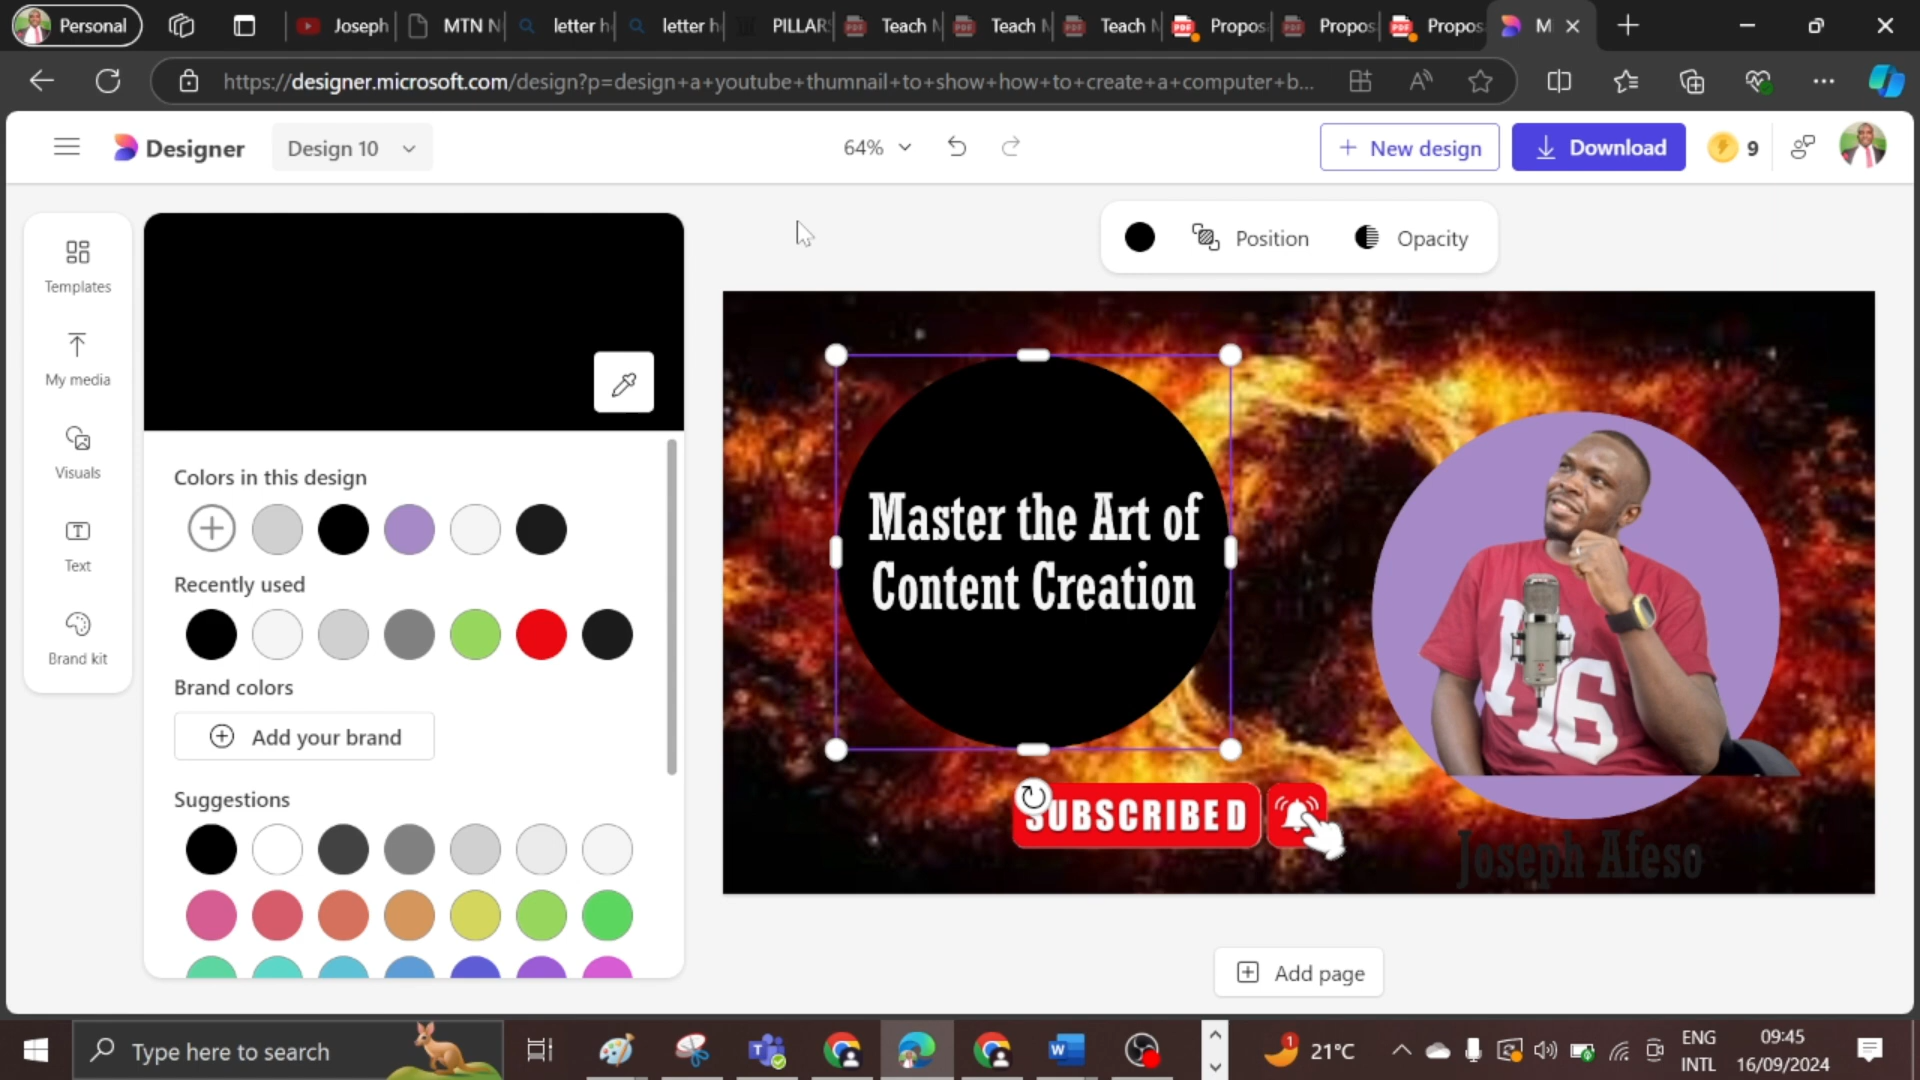 Personal
Joseph
MTN N
letter h
letter h
PILLAR
Teach M
Teach M
Teach M
Propos
Propos
Propos
M
https://designer.microsoft.com/design?p=design+a+youtube+thumnail+to+show+how+to+create+a+computer+b...
Designer
Design 10
64%
New design
Download
9
Templates
My media
Visuals
Text
Brand kit
Position
Opacity
Colors in this design
Recently used
Brand colors
Add your brand
Suggestions
Master the Art of
Content Creation
SUBSCRIBED
16
Joseph Afeso
Add page
Type here to search
1
21°C
ENG
INTL
09:45
16/09/2024